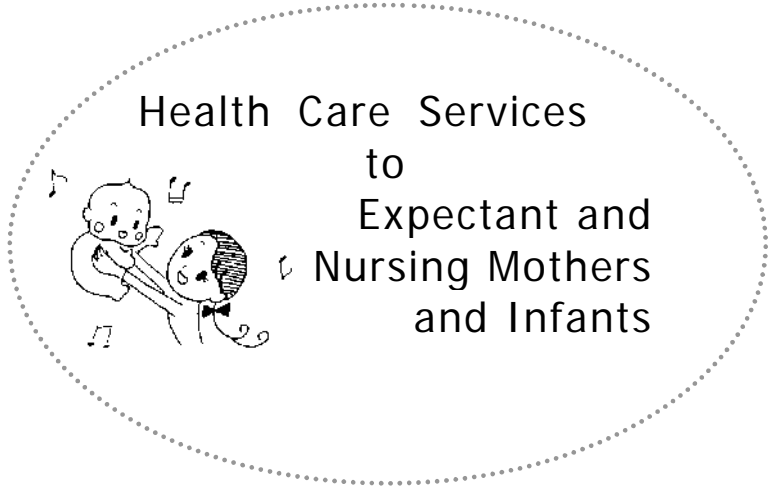 Health Care Services
to
Expectant and
Nursing Mothers
and Infants